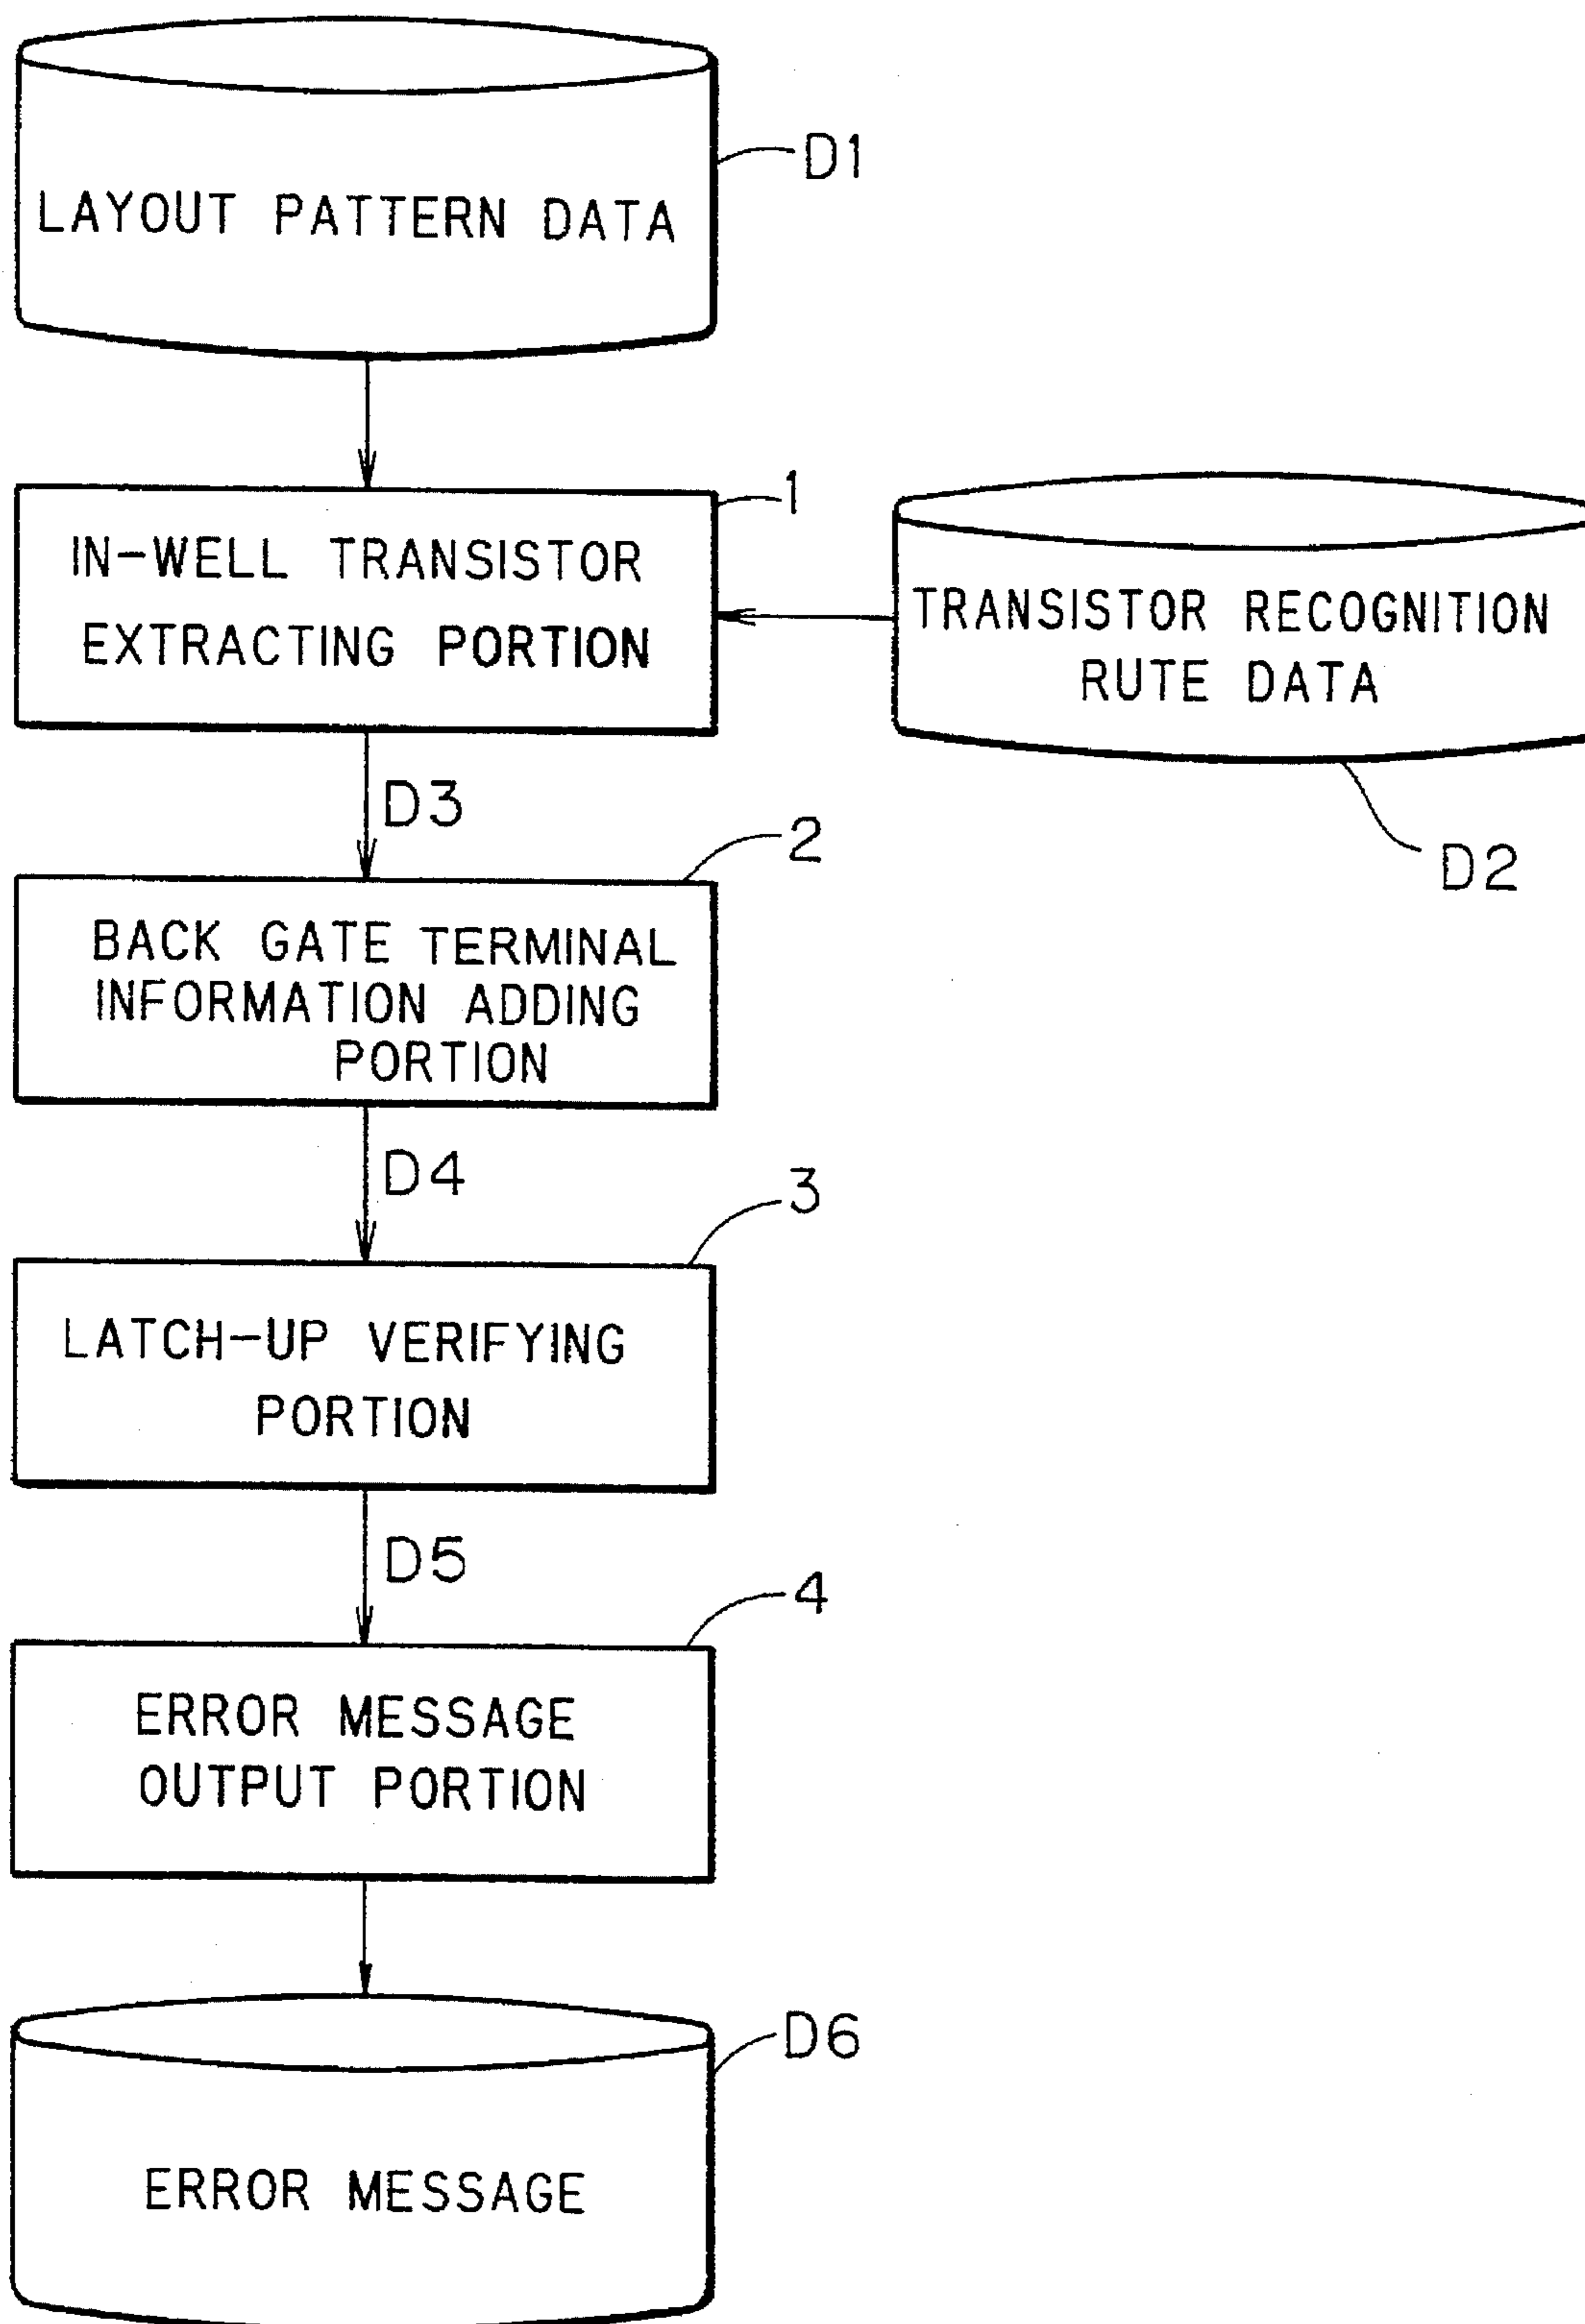 D1
LAYOUT PATTERN DATA
1
IN-WELL TRANSISTOR
EXTRACTING PORTION
TRANSISTOR RECOGNITION
RUTE DATA
D3
D2
2
BACK GATE TERMINAL
INFORMATION ADDING
PORTION
D4
3
LATCH-UP VERIFYING
PORTION
D5
4
ERROR MESSAGE
OUTPUT PORTION
D6
ERROR MESSAGE